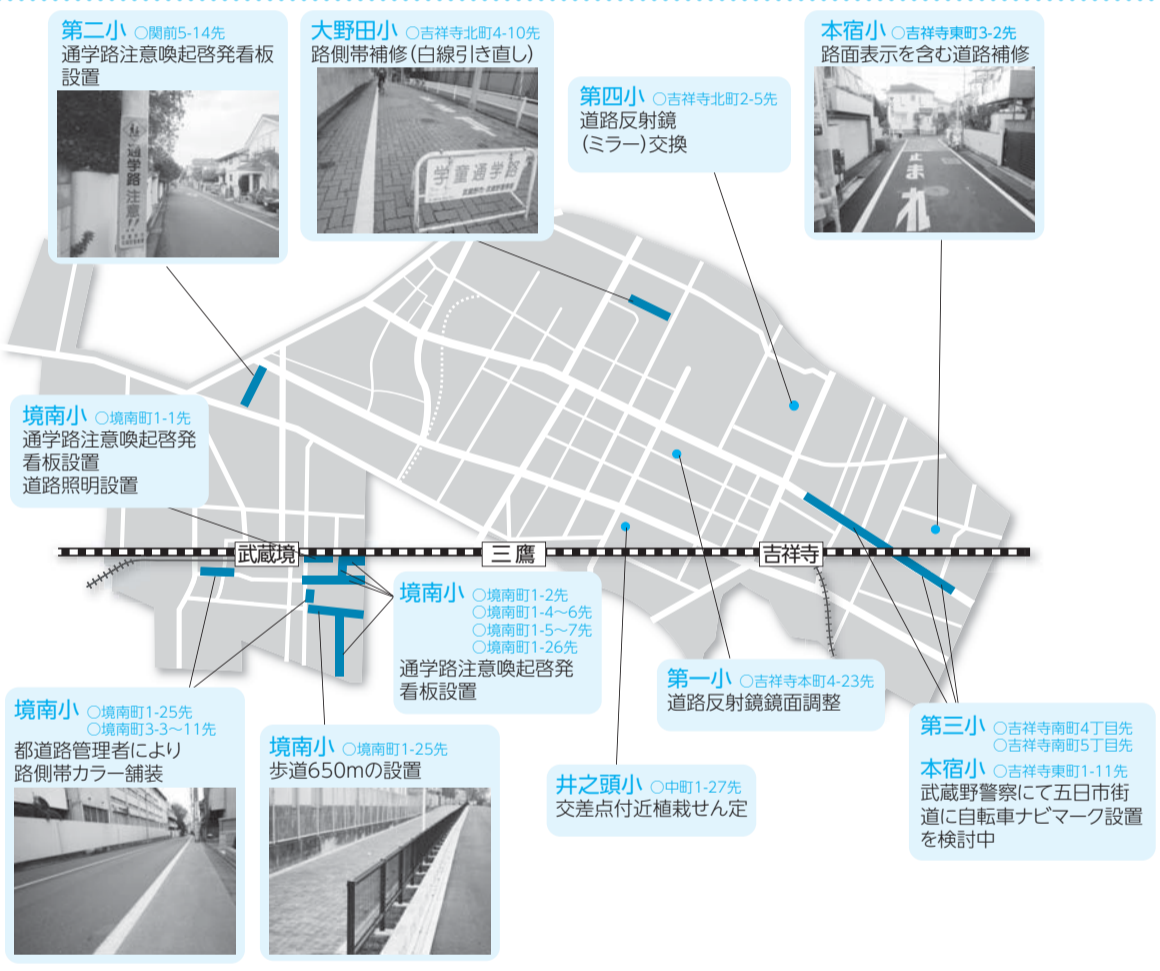 第二小 ○関前5-14先
通学路注意喚起啓発看板
設置
通学路 注意!!
大野田小 ○吉祥寺北町4-10先
路側帯補修(白線引き直し)
学童通学路
第四小 ○吉祥寺北町2-5先
道路反射鏡
(ミラー)交換
本宿小 ○吉祥寺東町3-2先
路面表示を含む道路補修
止まれ
境南小 ○境南町1-1先
通学路注意喚起啓発
看板設置
道路照明設置
武蔵境
三鷹
吉祥寺
境南小 ○境南町1-2先
○境南町1-4～6先
○境南町1-5～7先
○境南町1-26先
通学路注意喚起啓発
看板設置
第一小 ○吉祥寺本町4-23先
道路反射鏡鏡面調整
境南小 ○境南町1-25先
○境南町3-3～11先
都道路管理者により
路側帯カラー舗装
境南小 ○境南町1-25先
歩道650mの設置
井之頭小 ○中町1-27先
交差点付近植栽せん定
第三小 ○吉祥寺南町4丁目先
○吉祥寺南町5丁目先
本宿小 ○吉祥寺東町1-11先
武蔵野警察にて五日市街
道に自転車ナビマーク設置
を検討中